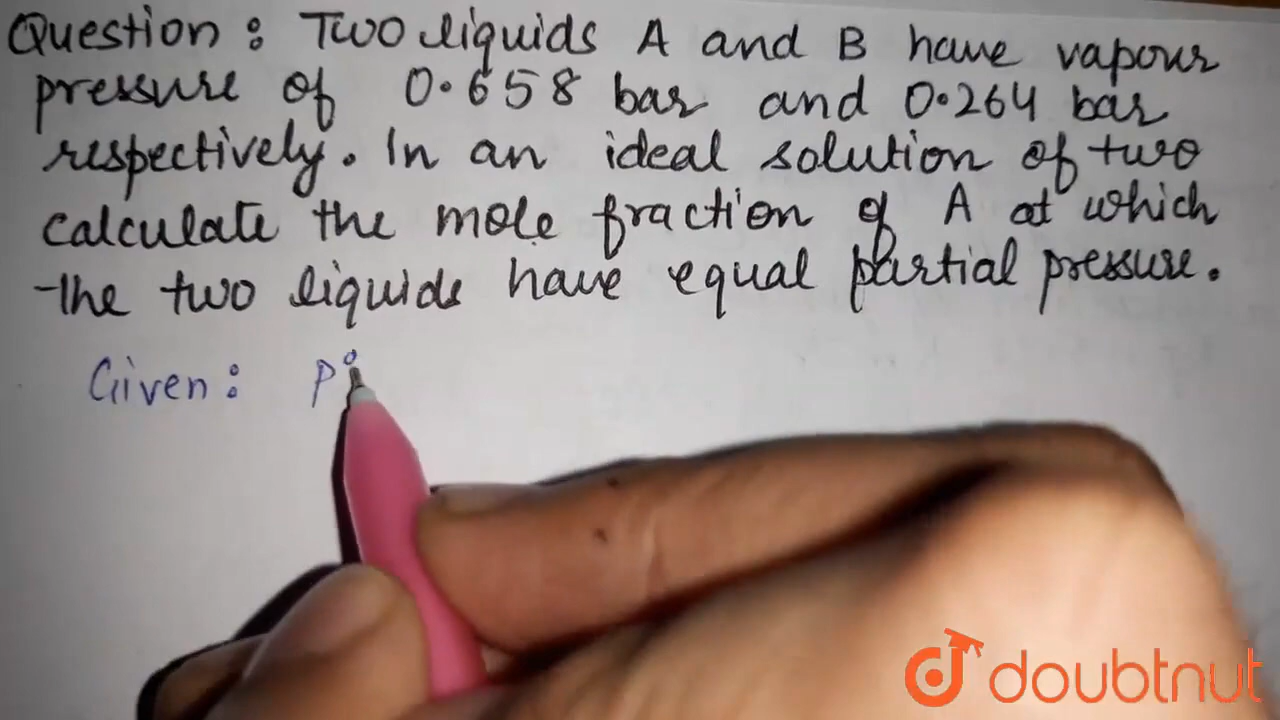 Question: Two liquids A and B have vapour
pressure of 0.658 bar and 0.264 bar
respectively. In an ideal solution of two
calculate the mole fraction of A at which
the two liquids have equal partial pressure.
Given: P°
doubtnut